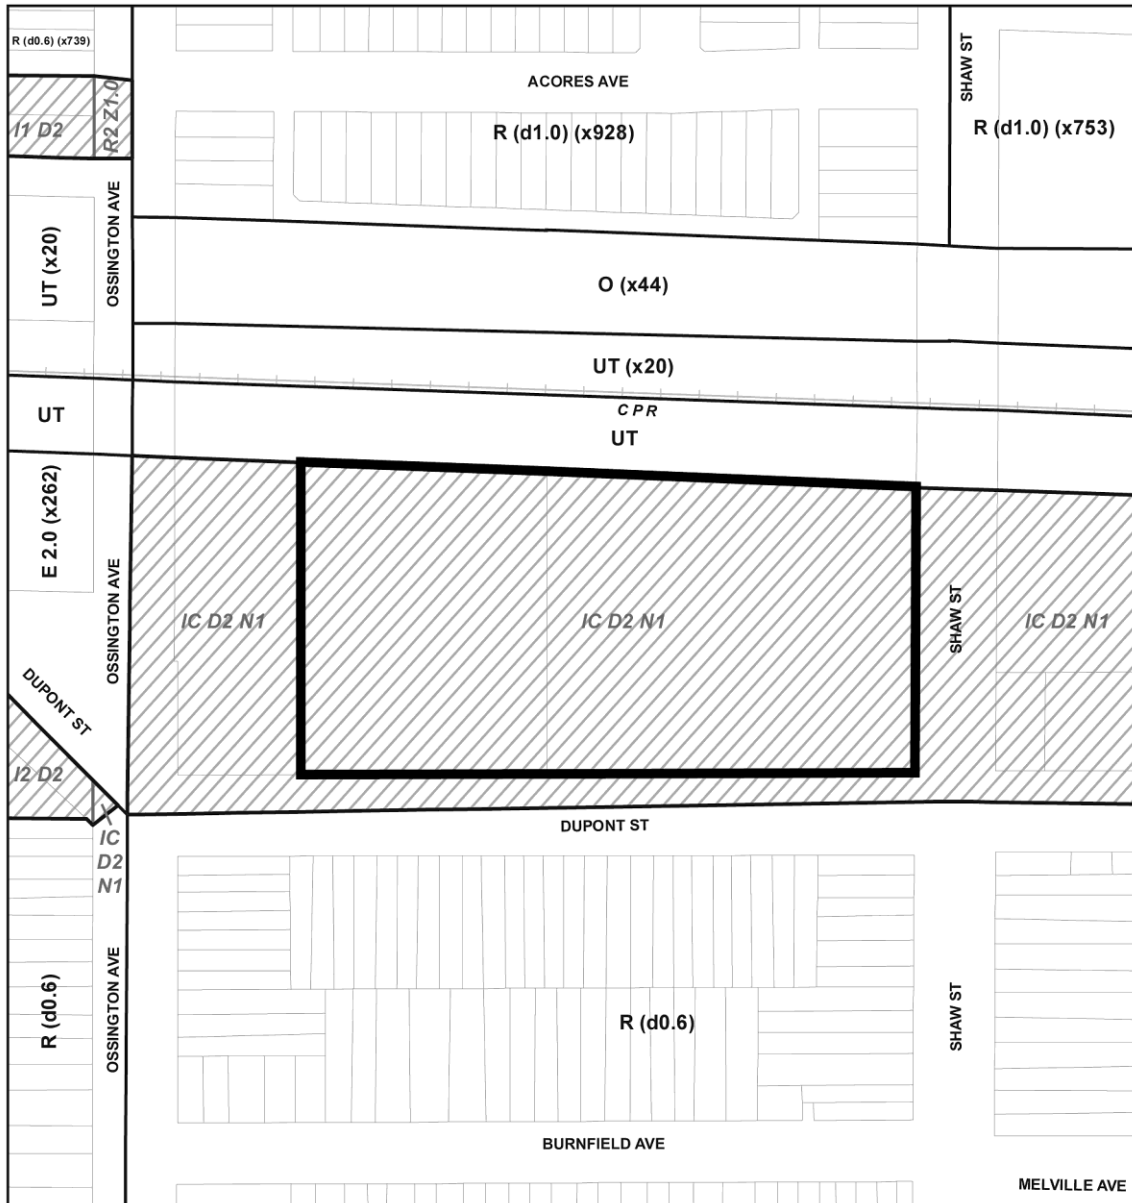 R (d0.6) (x739)
ACORES AVE
SHAW ST
I1 D2
R2 Z1.0
R (d1.0) (x928)
R (d1.0) (x753)
UT (x20)
OSSINGTON AVE
O (x44)
UT (x20)
CPR
UT
UT
E 2.0 (x262)
OSSINGTON AVE
IC D2 N1
IC D2 N1
SHAW ST
IC D2 N1
DUPONT ST
I2 D2
IC
D2
N1
DUPONT ST
R (d0.6)
OSSINGTON AVE
R (d0.6)
SHAW ST
BURNFIELD AVE
MELVILLE AVE